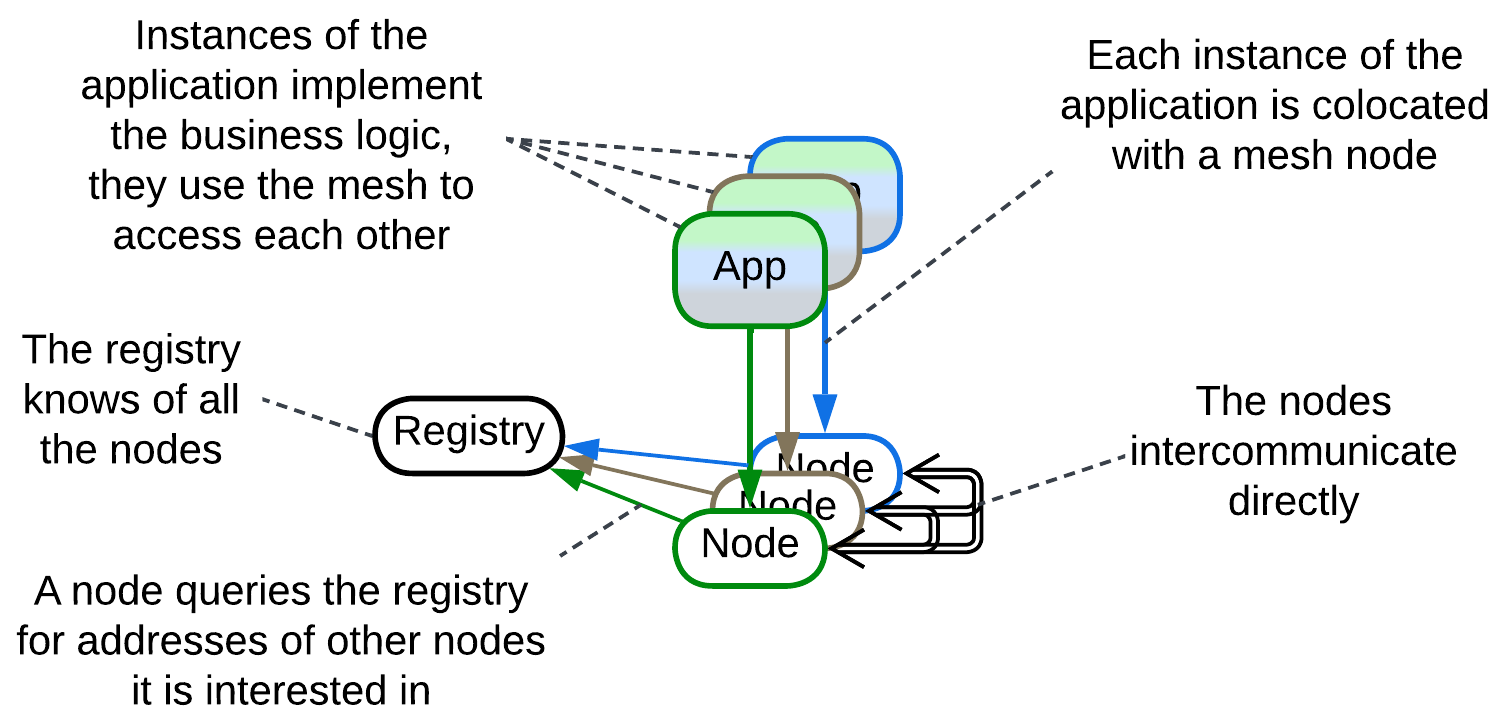 Instances of the
application implement
the business logic,
they use the mesh to
access each other
Each instance of the
application is colocated
with a mesh node
App
The registry
knows of all
the nodes
Registry
The nodes
intercommunicate
directly
Node
Node
Node
A node queries the registry
for addresses of other nodes
it is interested in